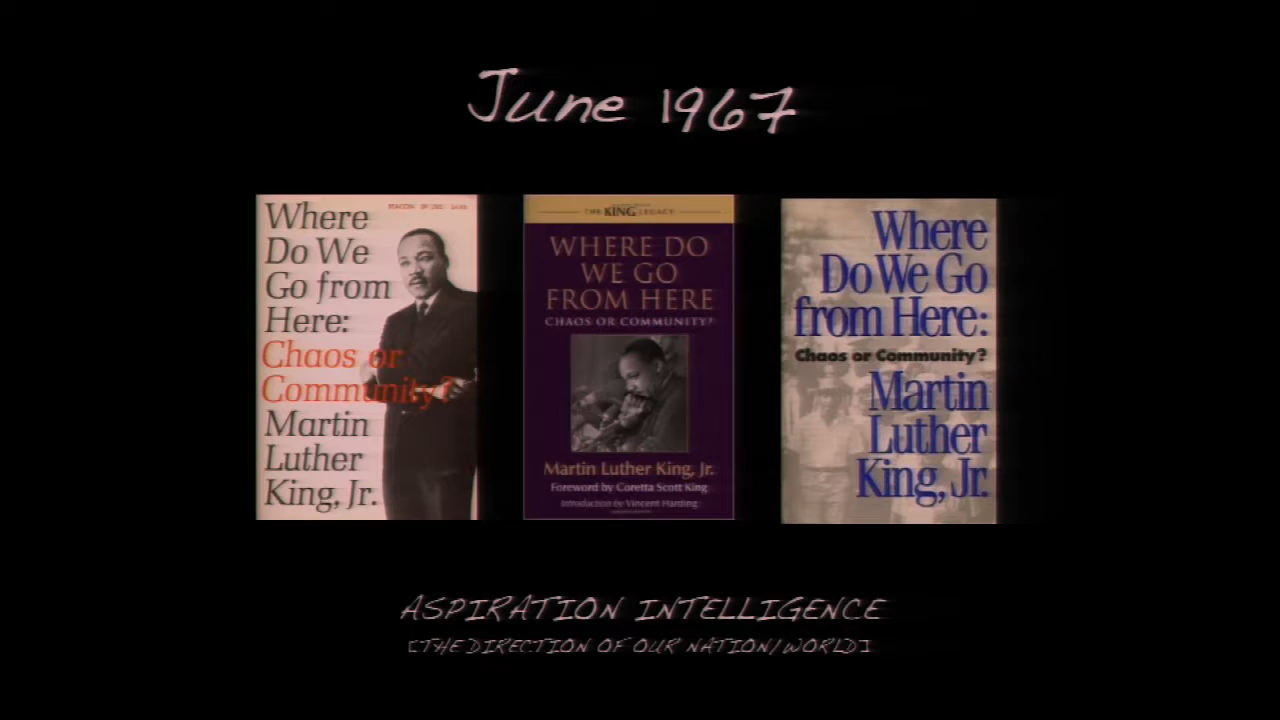 June 1967
Where
Do We
Go from
Here:
Chaos or
Community?
Martin
Luther
King, Jr.
THE KING LEGACY
WHERE DO
WE GO
FROM HERE
CHAOS OR COMMUNITY?
Martin Luther King, Jr.
Foreword by Coretta Scott King
Introduction by Vincent Harding
Where
Do We Go
from Here:
Chaos or Community?
Martin
Luther
King, Jr.
ASPIRATION INTELLIGENCE
[THE DIRECTION OF OUR NATION/WORLD]